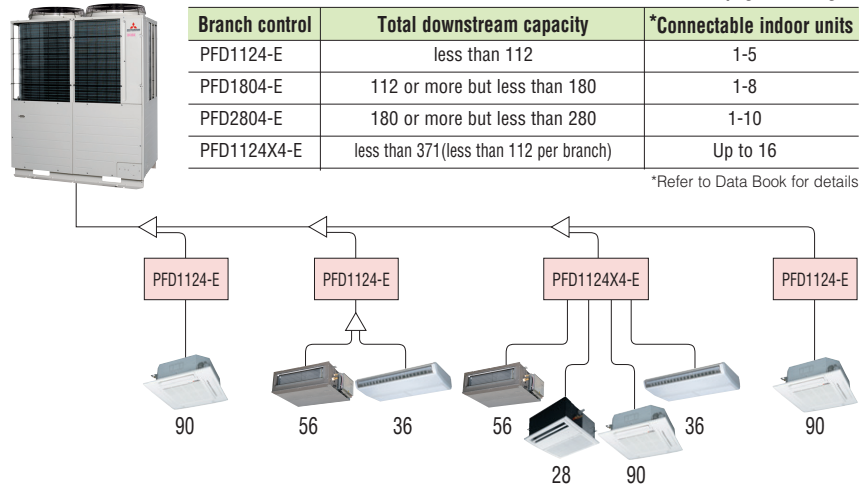 Branch control Total downstream capacity *Connectable indoor units
PFD1124-E less than 112 1-5
PFD1804-E 112 or more but less than 180 1-8
PFD2804-E 180 or more but less than 280 1-10
PFD1124X4-E less than 371(less than 112 per branch) Up to 16
*Refer to Data Book for details
PFD1124-E PFD1124-E PFD1124X4-E PFD1124-E
90 56 36 56 36 90
28 90